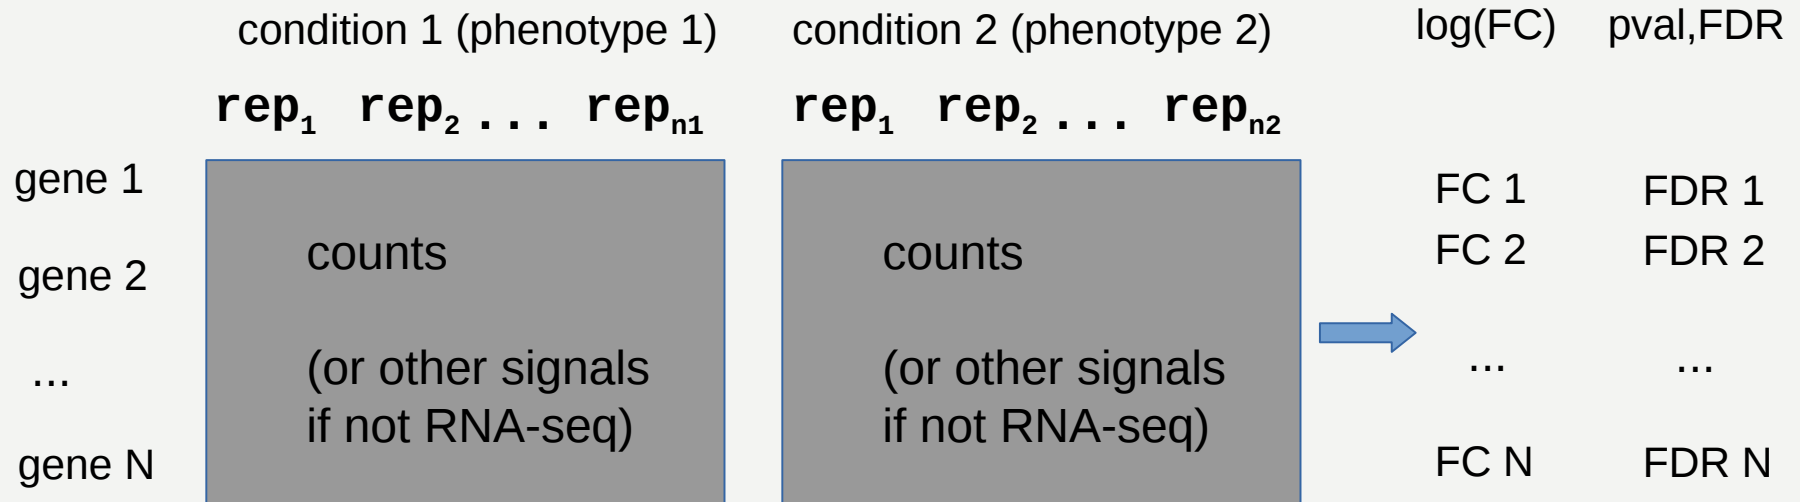 condition 1 (phenotype 1) condition 2 (phenotype 2) log(FC) pval,FDR
rep1 rep2 ... repn1 rep1 rep2 ... repn2
gene 1 FC 1 FDR 1
counts counts FC 2 FDR 2
gene 2
(or other signals (or other signals
... ... ...
if not RNA-seq) if not RNA-seq)
gene N FC N FDR N